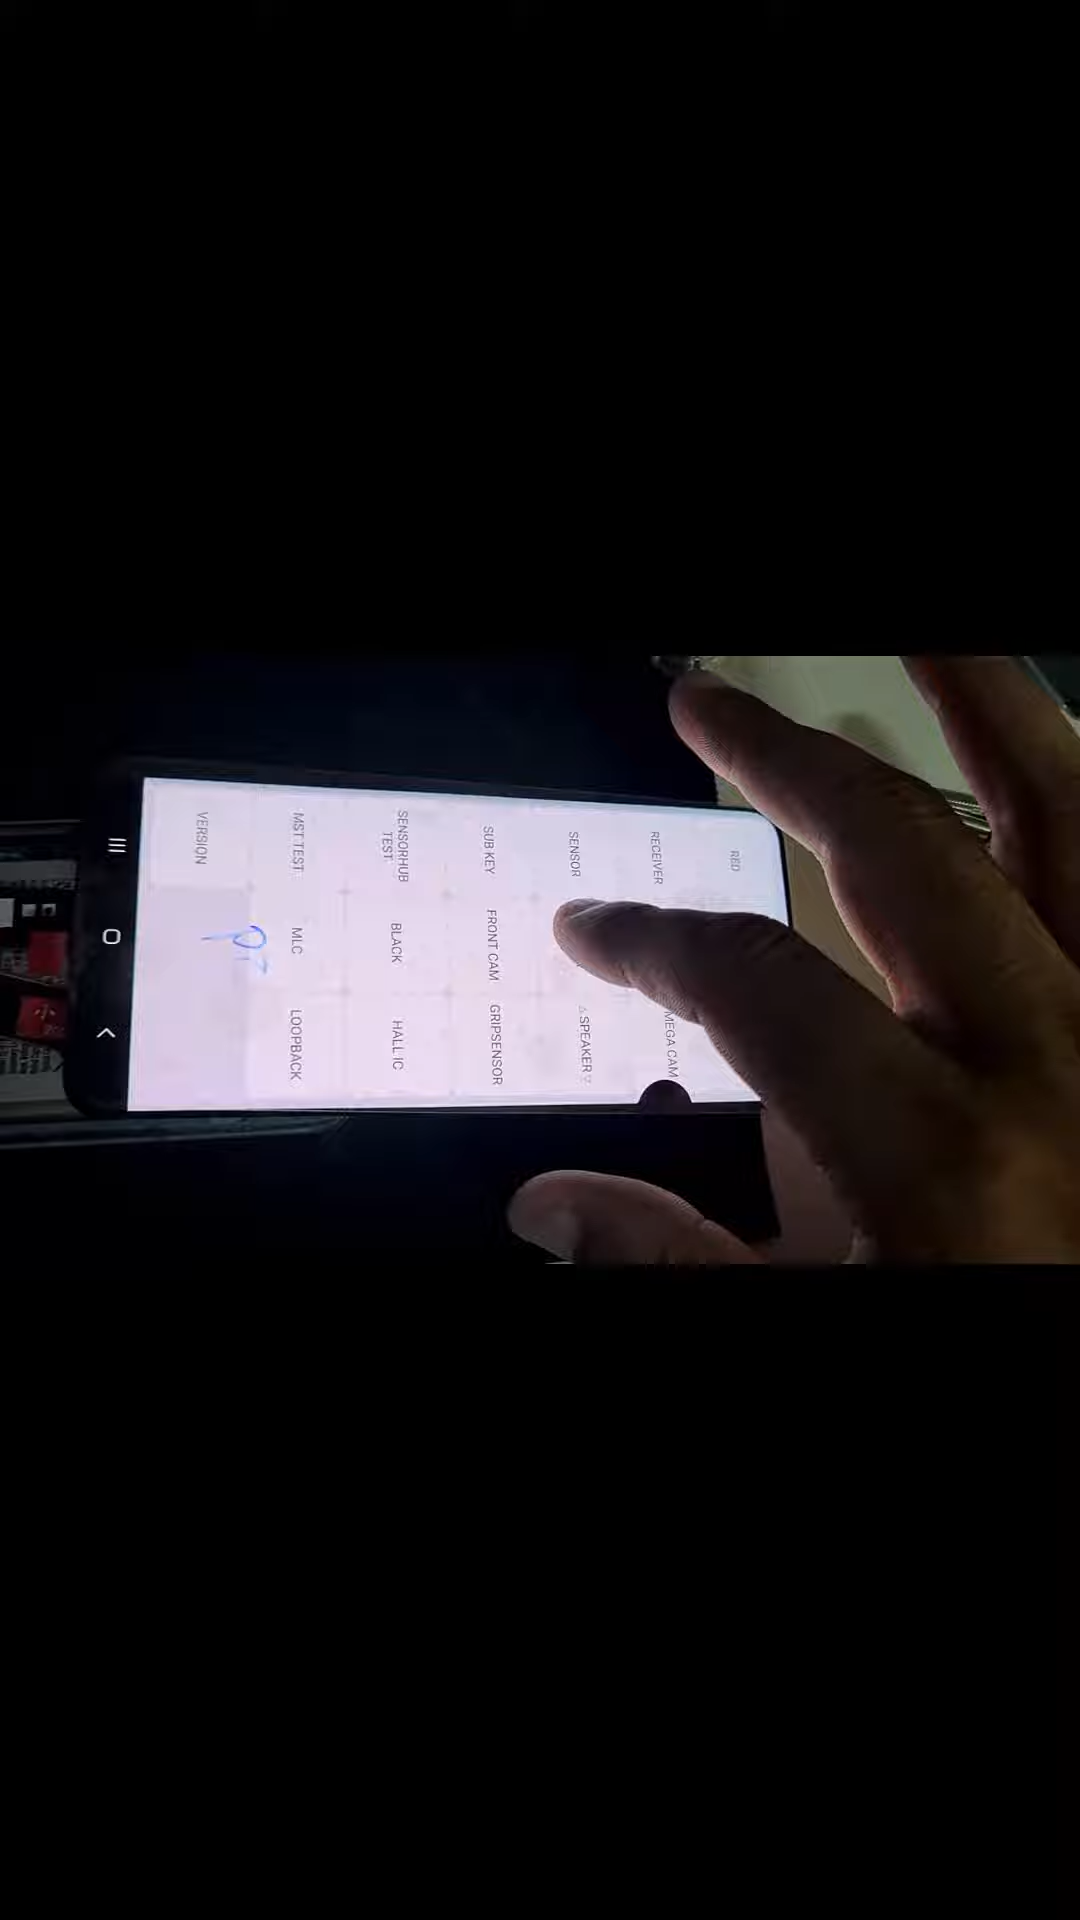 RED
RECEIVER
MEGA CAM
SENSOR
△ SPEAKER ▽
SUB KEY
FRONT CAM
GRIPSENSOR
SENSORHUB
TEST
BLACK
HALL IC
MST TEST
MLC
LOOPBACK
VERSION
小